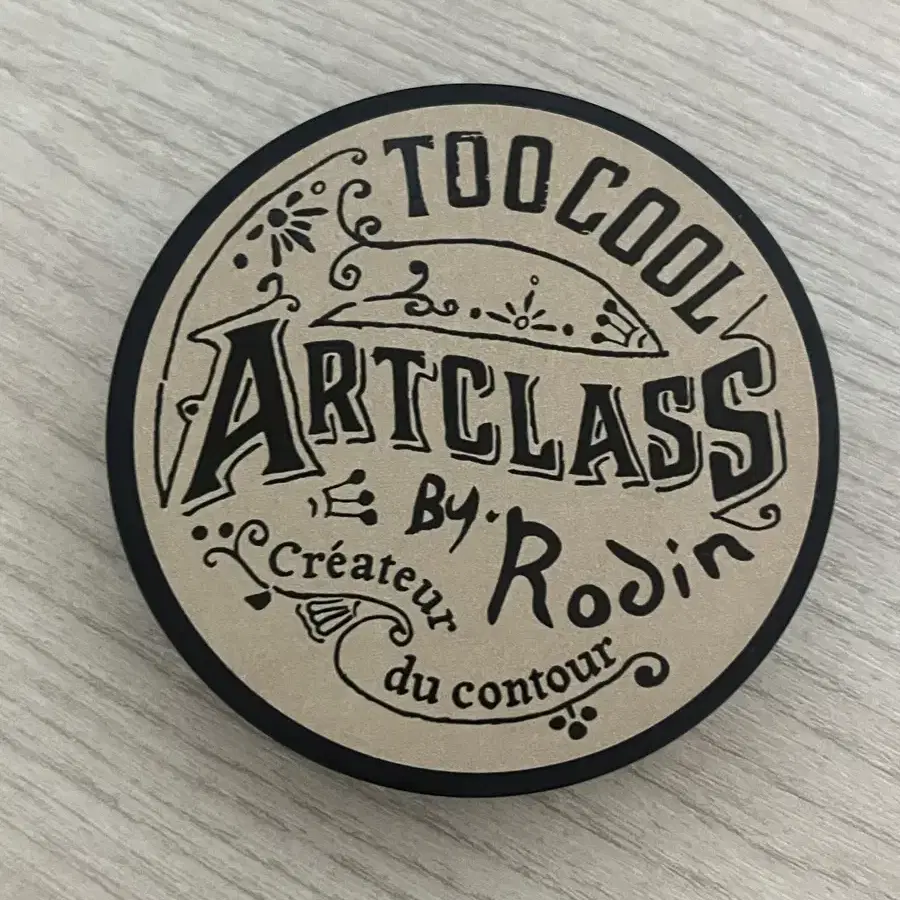 TOO COOL
ARTCLASS
By. Rodin
Créateur
du contour